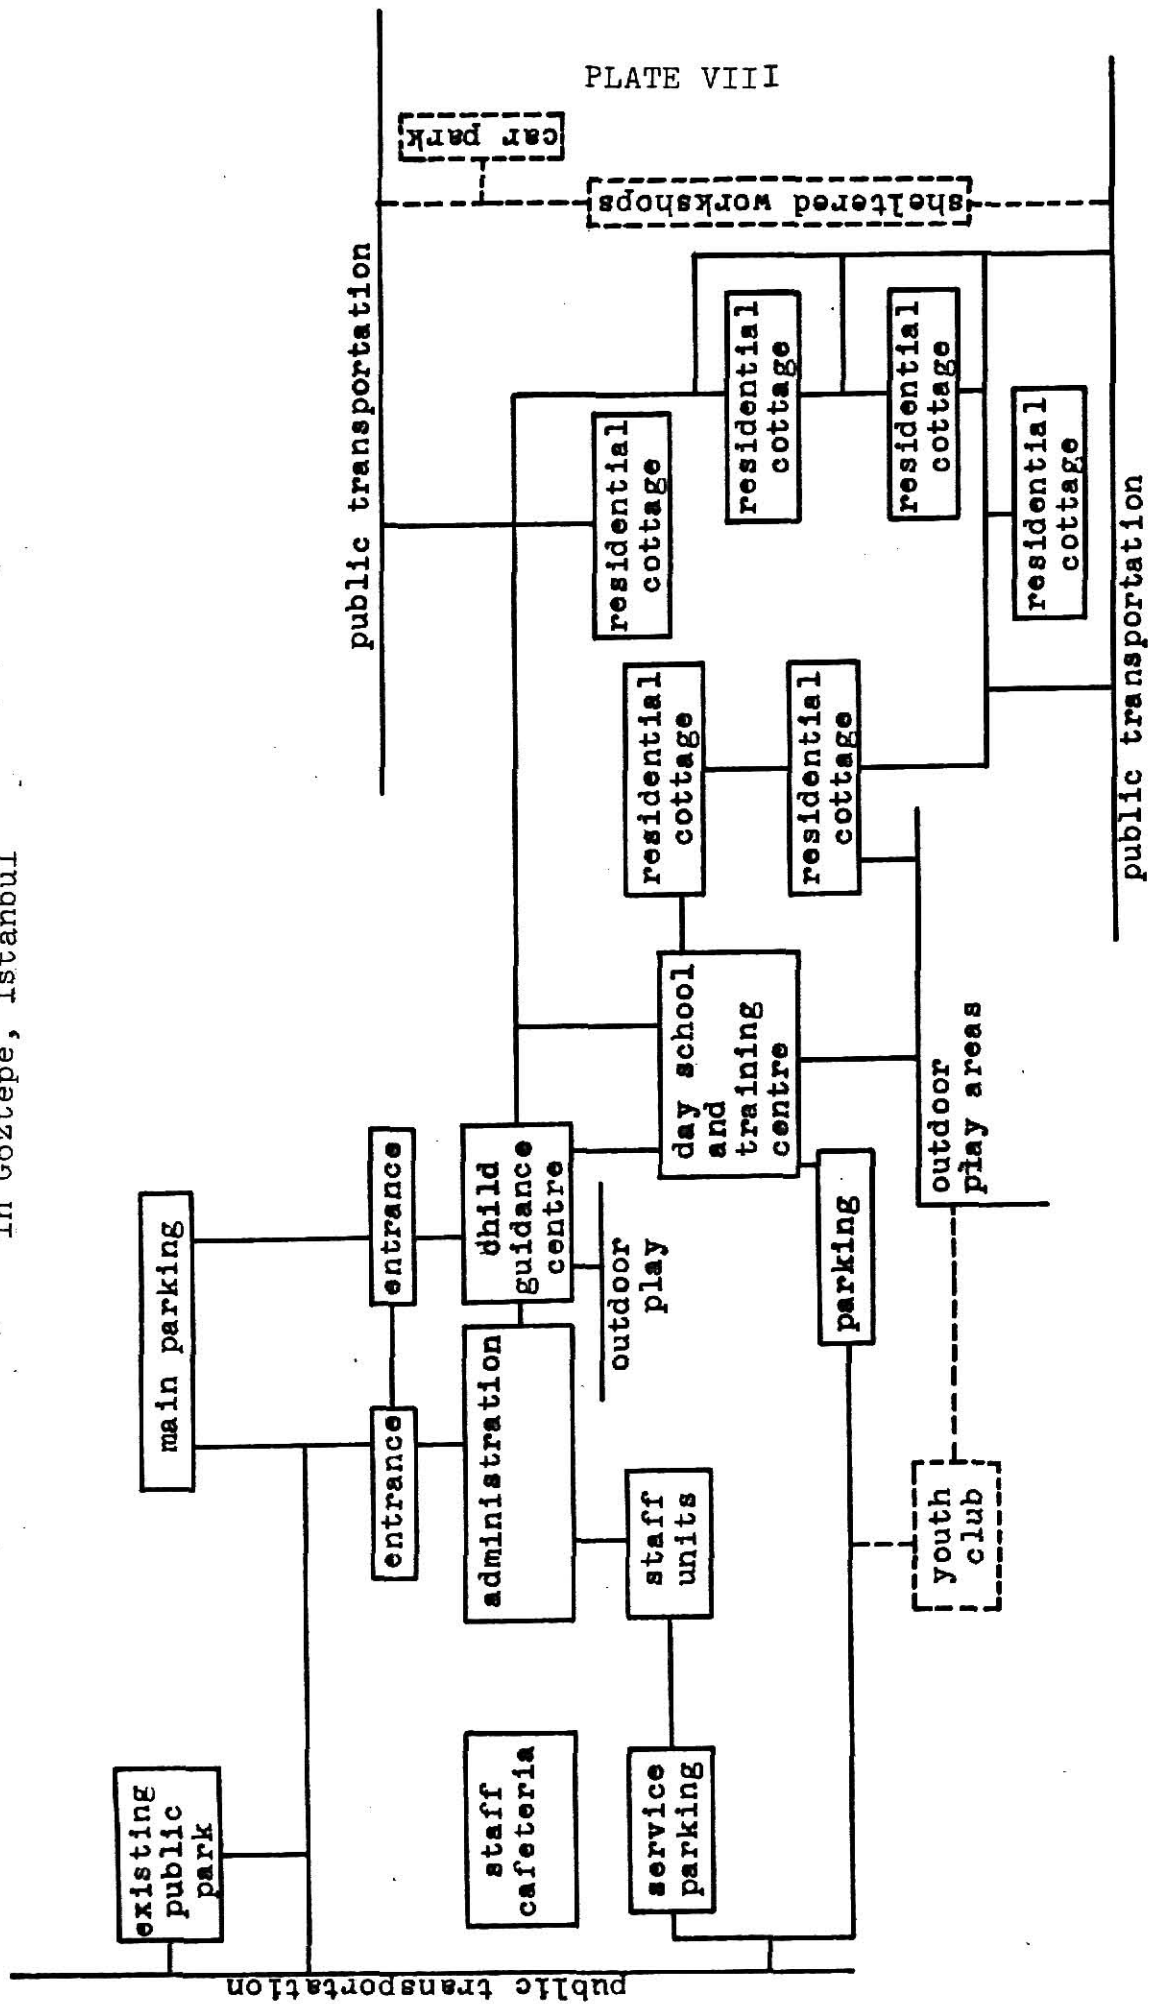 in Goztepe, Istanbul
PLATE VIII
existing
public
park
main parking
public transportation
entrance
entrance
public transportation
car park
staff
cafeteria
administration
dhild
guidance
centre
outdoor
play
residential
cottage
sheltered workshops
service
parking
staff
units
day school
and
training
centre
residential
cottage
residential
cottage
parking
residential
cottage
residential
cottage
youth
club
outdoor
play areas
residential
cottage
public transportation